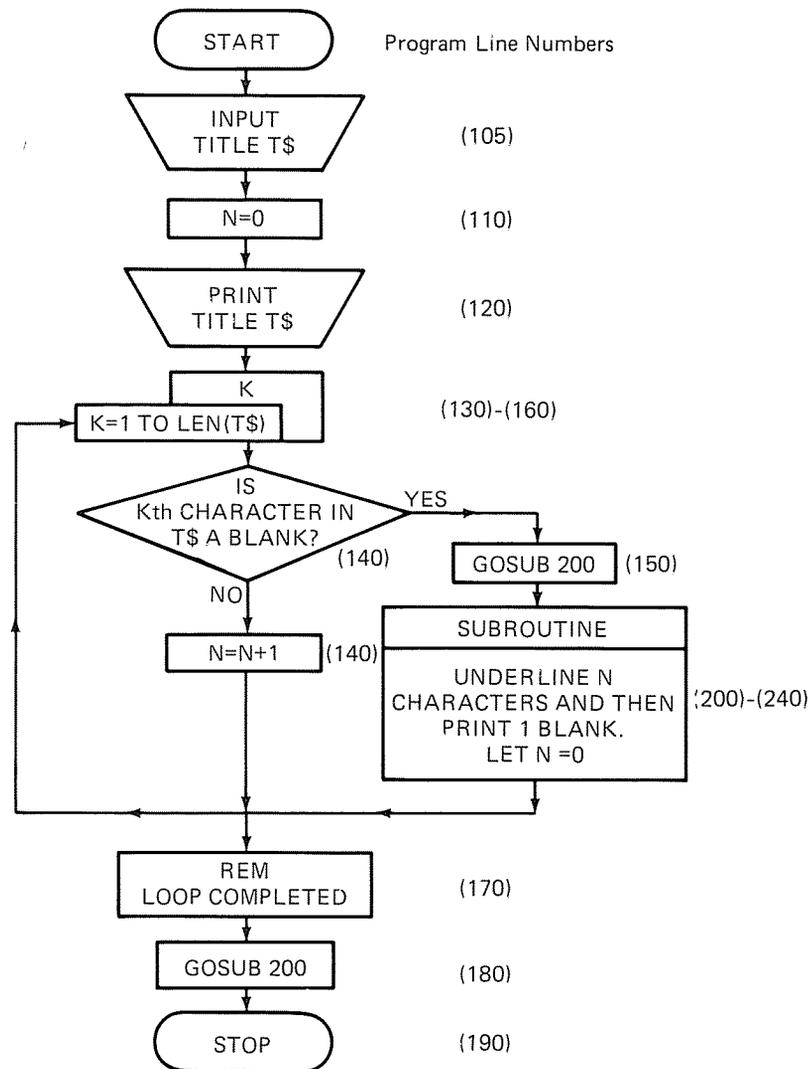 START
Program Line Numbers
INPUT
TITLE T$
(105)
N=0
(110)
PRINT
TITLE T$
(120)
K
K=1 TO LEN(T$)
(130)-(160)
IS
Kth CHARACTER IN
T$ A BLANK?
(140)
YES
GOSUB 200
(150)
NO
N=N+1
(140)
SUBROUTINE
UNDERLINE N
CHARACTERS AND THEN
PRINT 1 BLANK.
LET N =0
(200)-(240)
REM
LOOP COMPLETED
(170)
GOSUB 200
(180)
STOP
(190)